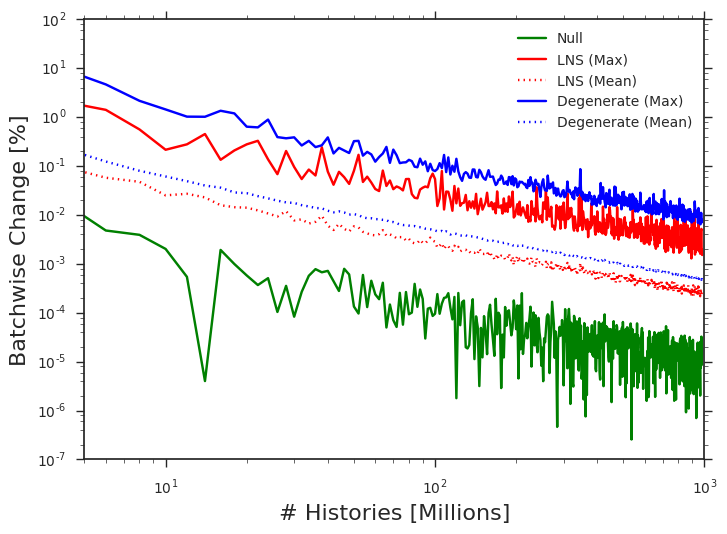 10^2
10^1
10^0
10^-1
10^-2
10^-3
10^-4
10^-5
10^-6
10^-7
Batchwise Change [%]
Null
LNS (Max)
LNS (Mean)
Degenerate (Max)
Degenerate (Mean)
10^1
10^2
10^3
# Histories [Millions]